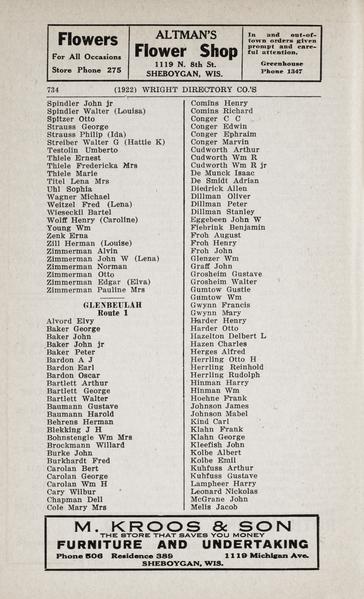 Flowers
For All Occasions
Store Phone 275
ALTMAN'S
Flower Shop
1119 N. 8th St.
SHEBOYGAN, WIS.
In and out-of-
town orders given
prompt and care-
ful attention.
Greenhouse
Phone 1347
734 (1922) WRIGHT DIRECTORY CO.'S
Spindler John jr
Spindler Walter (Louisa)
Spitzer Otto
Strauss George
Strauss Philip (Ida)
Streiber Walter G (Hattie K)
Testolin Umberto
Thiele Ernest
Thiele Fredericka Mrs
Thiele Marie
Titel Lena Mrs
Uhl Sophia
Wagner Michael
Weitzel Fred (Lena)
Wieseckii Bartel
Wolff Henry (Caroline)
Young Wm
Zenk Erna
Zill Herman (Louise)
Zimmerman Alvin
Zimmerman John W (Lena)
Zimmerman Norman
Zimmerman Otto
Zimmerman Edgar (Elva)
Zimmerman Pauline Mrs
GLENBEULAH
Route 1
Alvord Elvy
Baker George
Baker John
Baker John jr
Baker Peter
Bardon A J
Bardon Earl
Bardon Oscar
Bartlett Arthur
Bartlett George
Bartlett Walter
Baumann Gustave
Baumann Harold
Behrens Herman
Blekking J H
Bohnstengle Wm Mrs
Brockmann Willard
Burke John
Burkhardt Fred
Carolan Bert
Carolan George
Carolan Wm H
Cary Wilbur
Chapman Dell
Cole Mary Mrs
Comins Henry
Comins Richard
Conger C C
Conger Edwin
Conger Ephraim
Conger Marvin
Cudworth Arthur
Cudworth Wm R
Cudworth Wm R jr
De Munck Isaac
De Smidt Adrian
Diedrick Allen
Dillman Oliver
Dillman Peter
Dillman Stanley
Eggebeen John W
Fiebrink Benjamin
Froh August
Froh Henry
Froh John
Glenzer Wm
Graff John
Grosheim Gustave
Grosheim Walter
Gumtow Gustie
Gumtow Wm
Gwynn Francis
Gwynn Mary
Harder Henry
Harder Otto
Hazelton Delbert L
Hazen Charles
Herges Alfred
Herrling Otto H
Herrling Reinhold
Herrling Rudolph
Hinman Harry
Hinman Wm
Hoehne Frank
Johnson James
Johnson Mabel
Kind Carl
Klahn Frank
Klahn George
Kleefish John
Kolbe Albert
Kolbe Emil
Kuhfuss Arthur
Kuhfuss Gustave
Lampheer Harry
Leonard Nickolas
McGrane John
Melis Jacob
M. KROOS & SON
THE STORE THAT SAVES YOU MONEY
FURNITURE AND UNDERTAKING
Phone 506 Residence 389 1119 Michigan Ave.
SHEBOYGAN, WIS.